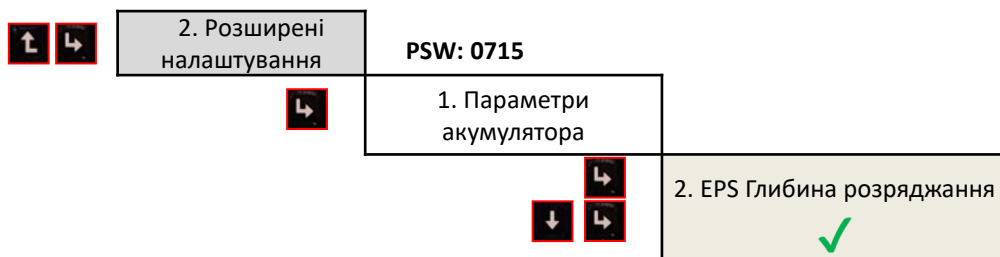 2. Розширені
налаштування
PSW: 0715
1. Параметри
акумулятора
2. EPS Глибина розряджання